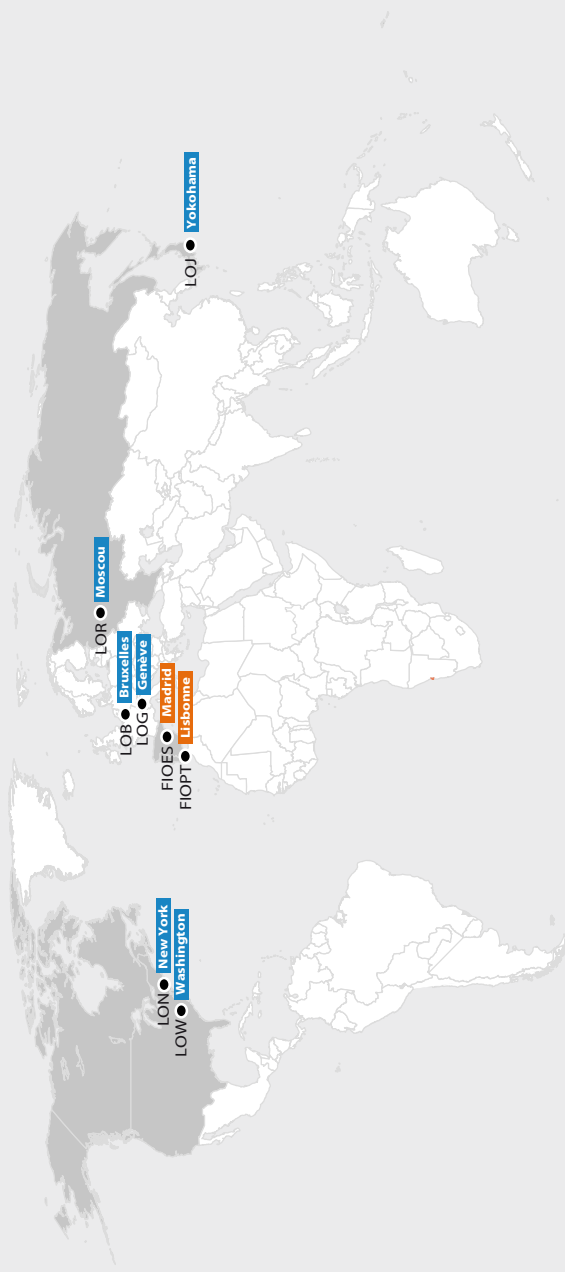 LOR
Moscou
LOB
Bruxelles
LOG
Genève
FIOES
Madrid
FIOPT
Lisbonne
LON
New York
LOW
Washington
LOJ
Yokohama